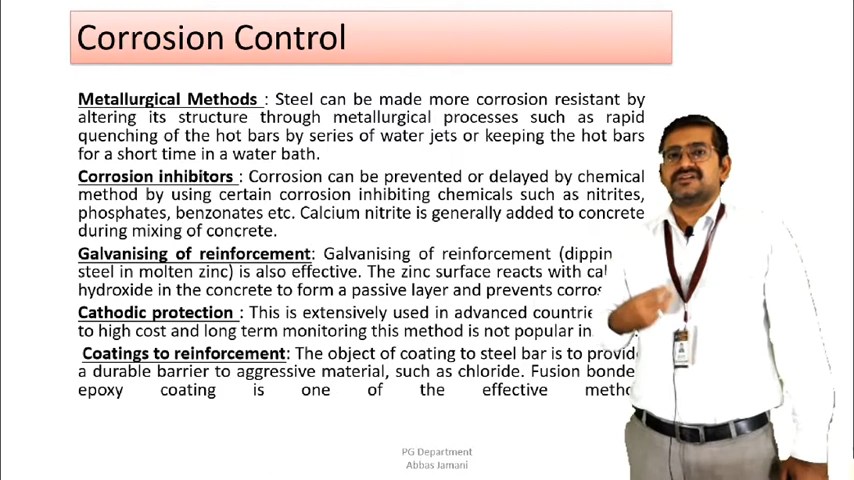 Corrosion Control
Metallurgical Methods : Steel can be made more corrosion resistant by
altering its structure through metallurgical processes such as rapid
quenching of the hot bars by series of water jets or keeping the hot bars
for a short time in a water bath.
Corrosion inhibitors : Corrosion can be prevented or delayed by chemical
method by using certain corrosion inhibiting chemicals such as nitrites,
phosphates, benzonates etc. Calcium nitrite is generally added to concrete
during mixing of concrete.
Galvanising of reinforcement: Galvanising of reinforcement (dippin
steel in molten zinc) is also effective. The zinc surface reacts with cal
hydroxide in the concrete to form a passive layer and prevents corros
Cathodic protection : This is extensively used in advanced countrie
to high cost and long term monitoring this method is not popular in
Coatings to reinforcement: The object of coating to steel bar is to provid
a durable barrier to aggressive material, such as chloride. Fusion bonde
epoxy coating is one of the effective metho
PG Department
Abbas Jamani